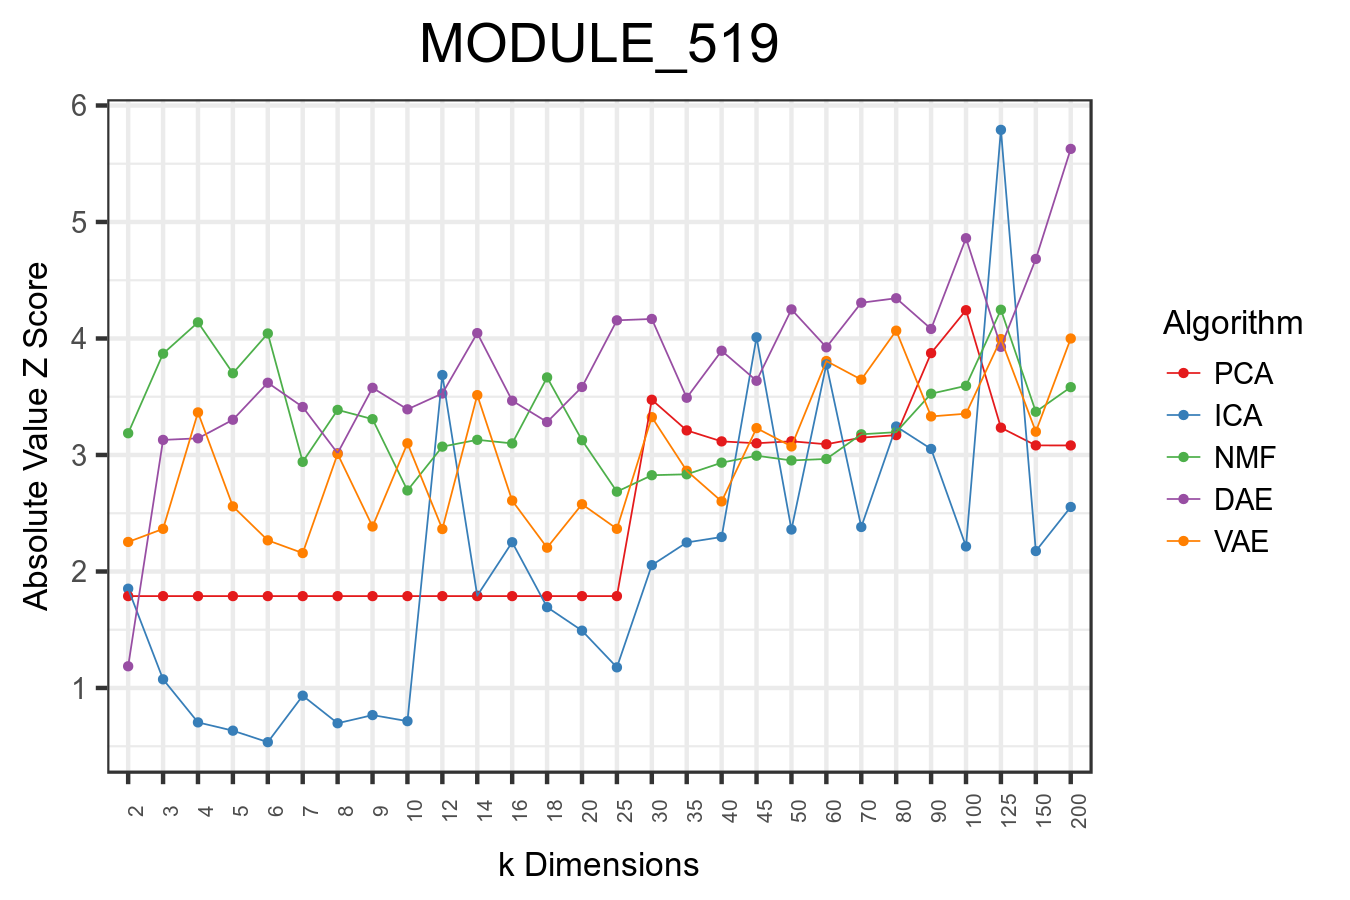 MODULE_519
Absolute Value Z Score
6
5
4
3
2
1
2 3 4 5 6 7 8 9 10 12 14 16 18 20 25 30 35 40 45 50 60 70 80 90 100 125 150 200
k Dimensions
Algorithm
PCA
ICA
NMF
DAE
VAE